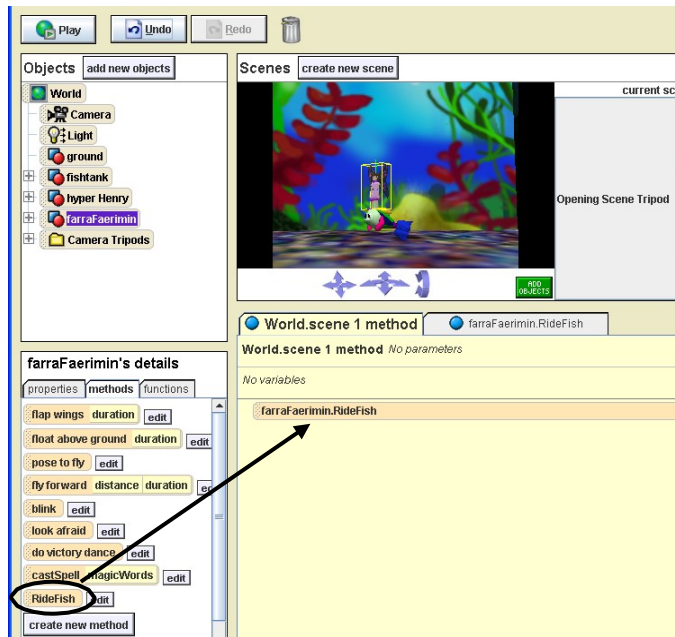 Play Undo Redo
Objects add new objects
World
Camera
Light
ground
fishtank
hyper Henry
farraFaerimin
Camera Tripods
Scenes create new scene
current sc
Opening Scene Tripod
ADD
OBJECTS
World.scene 1 method farraFaerimin.RideFish
World.scene 1 method No parameters
No variables
farraFaerimin.RideFish
farraFaerimin's details
properties methods functions
flap wings duration edit
float above ground duration edit
pose to fly edit
fly forward distance duration
blink edit
look afraid edit
do victory dance edit
castSpell magicWords edit
RideFish edit
create new method